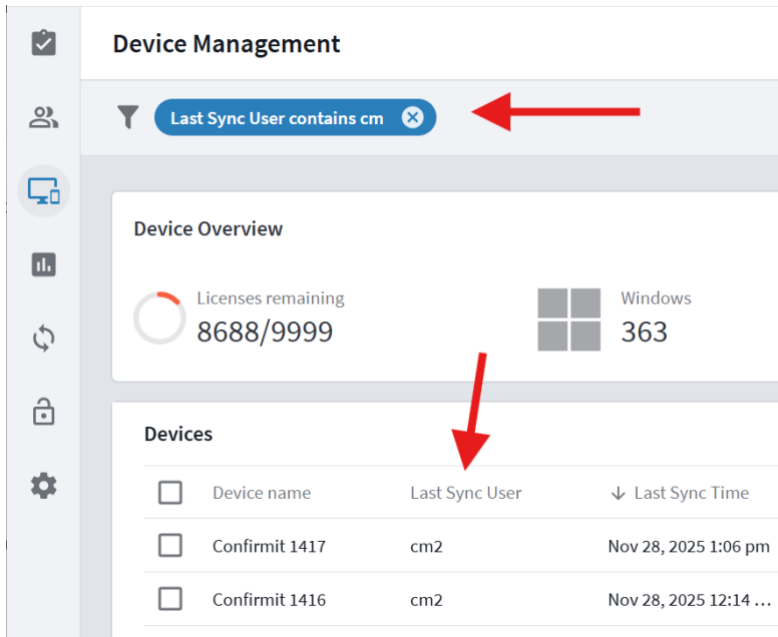 Device Management
Last Sync User contains cm
Device Overview
Licenses remaining
8688/9999
Windows
363
Devices
Device name Last Sync User Last Sync Time
Confirmit 1417 cm2 Nov 28, 2025 1:06 pm
Confirmit 1416 cm2 Nov 28, 2025 12:14 ...